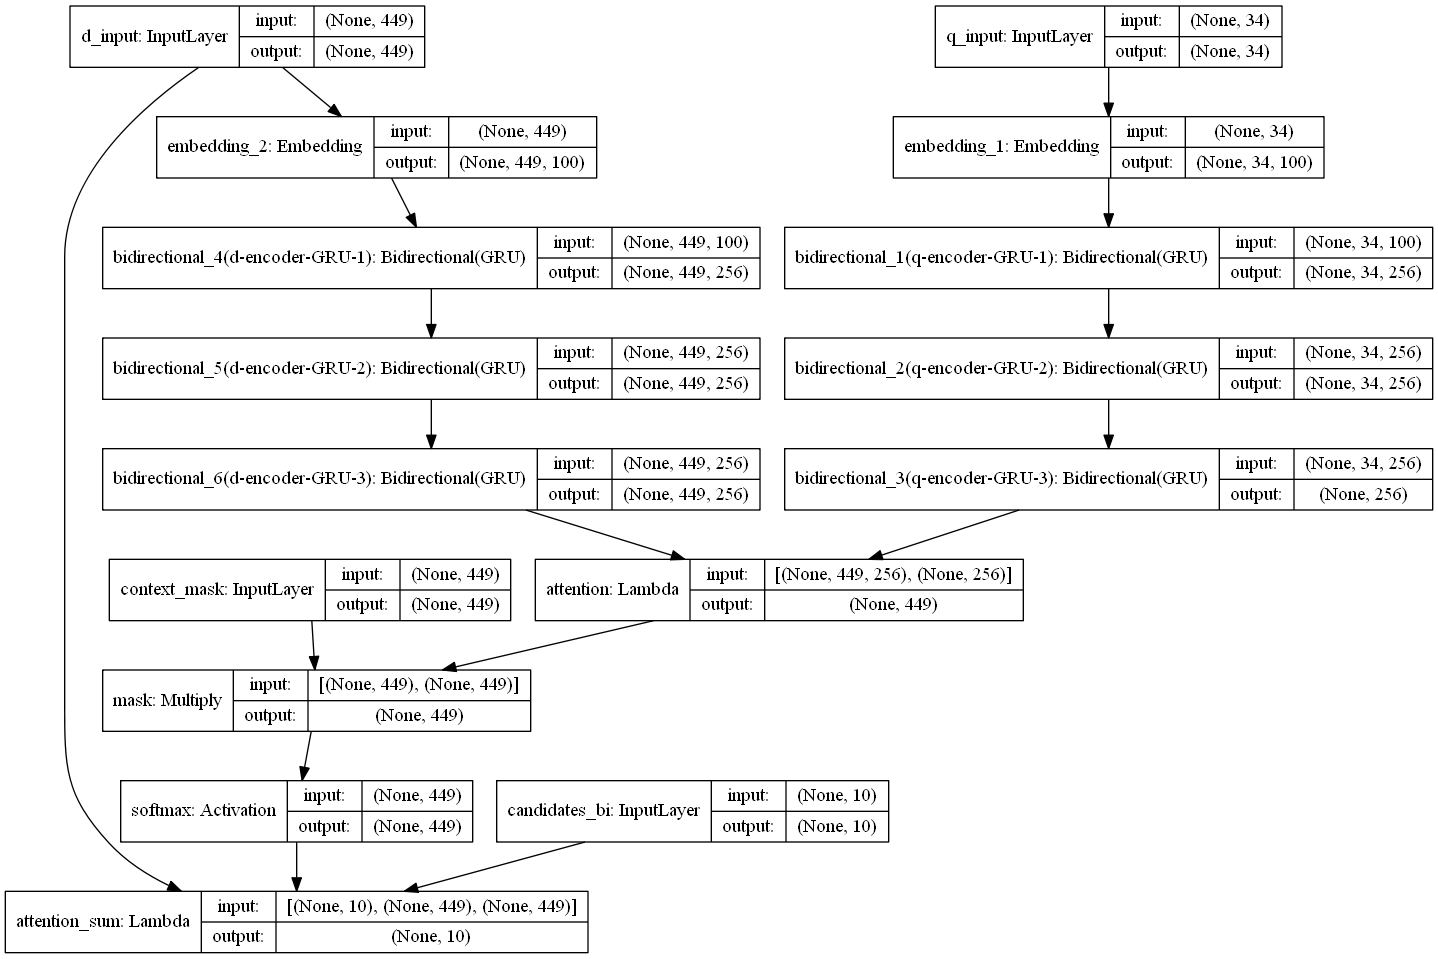 d_input: InputLayer
input: (None, 449)
output: (None, 449)
q_input: InputLayer
input: (None, 34)
output: (None, 34)
embedding_2: Embedding
input: (None, 449)
output: (None, 449, 100)
embedding_1: Embedding
input: (None, 34)
output: (None, 34, 100)
bidirectional_4(d-encoder-GRU-1): Bidirectional(GRU)
input: (None, 449, 100)
output: (None, 449, 256)
bidirectional_1(q-encoder-GRU-1): Bidirectional(GRU)
input: (None, 34, 100)
output: (None, 34, 256)
bidirectional_5(d-encoder-GRU-2): Bidirectional(GRU)
input: (None, 449, 256)
output: (None, 449, 256)
bidirectional_2(q-encoder-GRU-2): Bidirectional(GRU)
input: (None, 34, 256)
output: (None, 34, 256)
bidirectional_6(d-encoder-GRU-3): Bidirectional(GRU)
input: (None, 449, 256)
output: (None, 449, 256)
bidirectional_3(q-encoder-GRU-3): Bidirectional(GRU)
input: (None, 34, 256)
output: (None, 256)
context_mask: InputLayer
input: (None, 449)
output: (None, 449)
attention: Lambda
input: [(None, 449, 256), (None, 256)]
output: (None, 449)
mask: Multiply
input: [(None, 449), (None, 449)]
output: (None, 449)
softmax: Activation
input: (None, 449)
output: (None, 449)
candidates_bi: InputLayer
input: (None, 10)
output: (None, 10)
attention_sum: Lambda
input: [(None, 10), (None, 449), (None, 449)]
output: (None, 10)